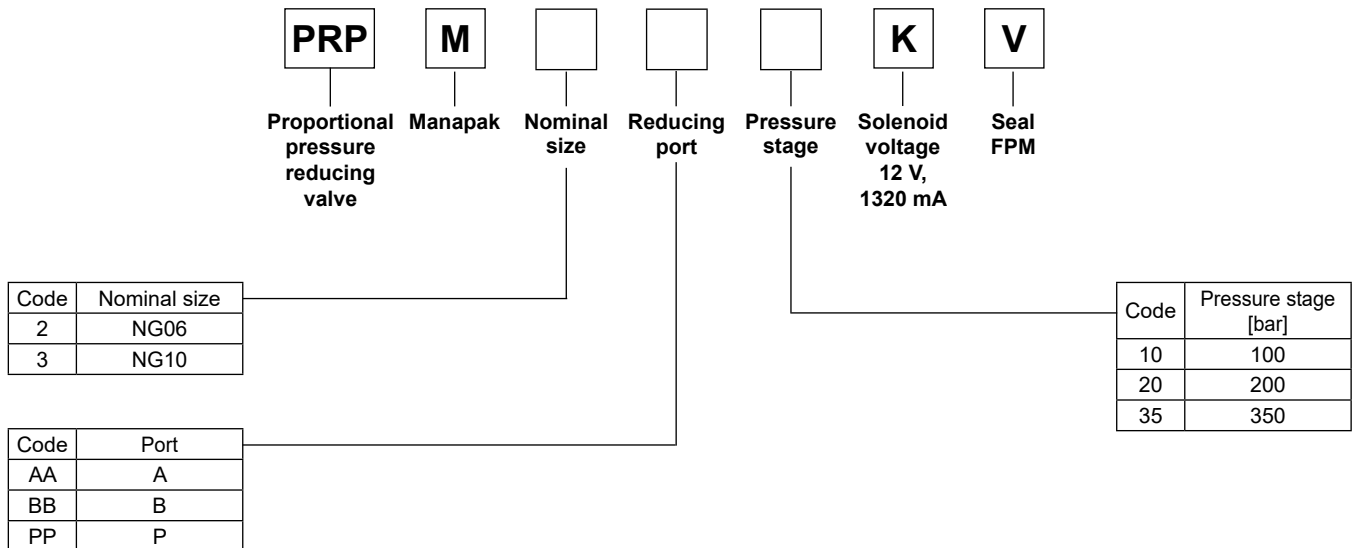 PRP M K V
Proportional Manapak Nominal Reducing Pressure Solenoid Seal
pressure size port stage voltage FPM
reducing 12 V,
valve 1320 mA
Code Nominal size
2 NG06
3 NG10
Code Pressure stage
[bar]
10 100
20 200
35 350
Code Port
AA A
BB B
PP P